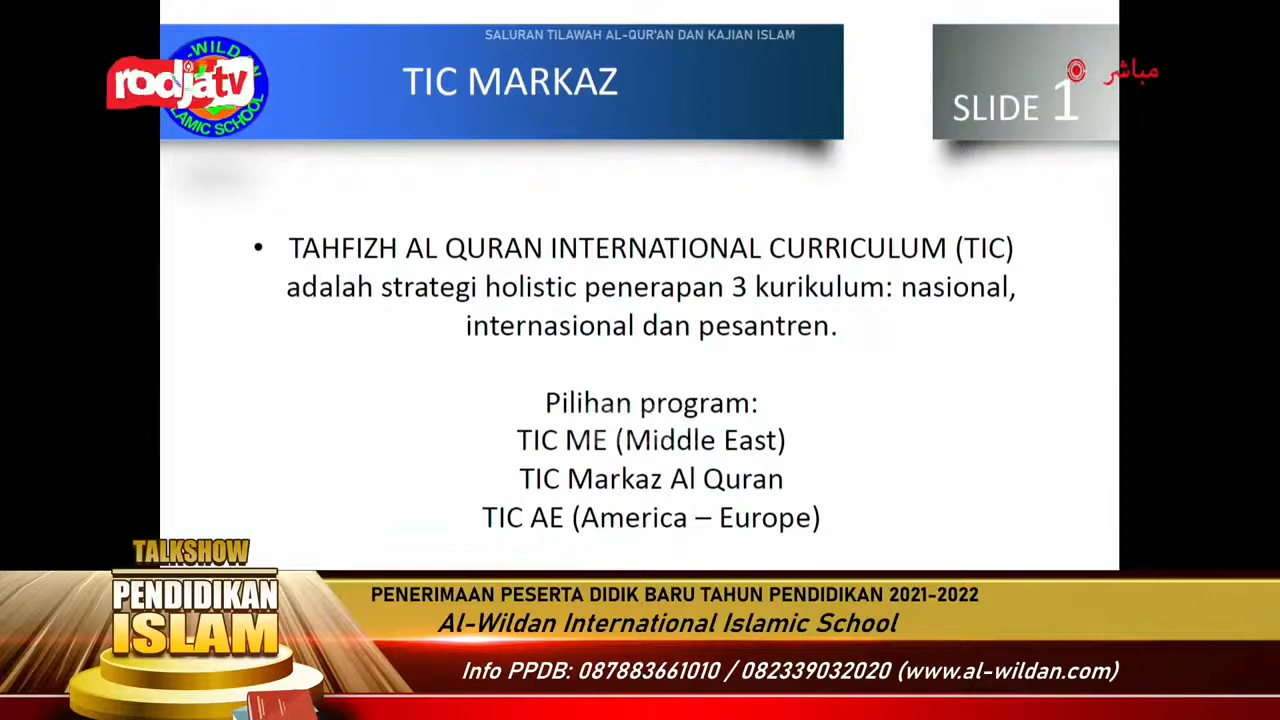 SALURAN TILAWAH AL-QUR'AN DAN KAJIAN ISLAM
rodjatv
AL-WILDAN
ISLAMIC SCHOOL
TIC MARKAZ
SLIDE 1
مباشر
• TAHFIZH AL QURAN INTERNATIONAL CURRICULUM (TIC)
adalah strategi holistic penerapan 3 kurikulum: nasional,
internasional dan pesantren.
Pilihan program:
TIC ME (Middle East)
TIC Markaz Al Quran
TIC AE (America – Europe)
TALKSHOW
PENDIDIKAN
ISLAM
PENERIMAAN PESERTA DIDIK BARU TAHUN PENDIDIKAN 2021-2022
Al-Wildan International Islamic School
Info PPDB: 087883661010 / 082339032020 (www.al-wildan.com)